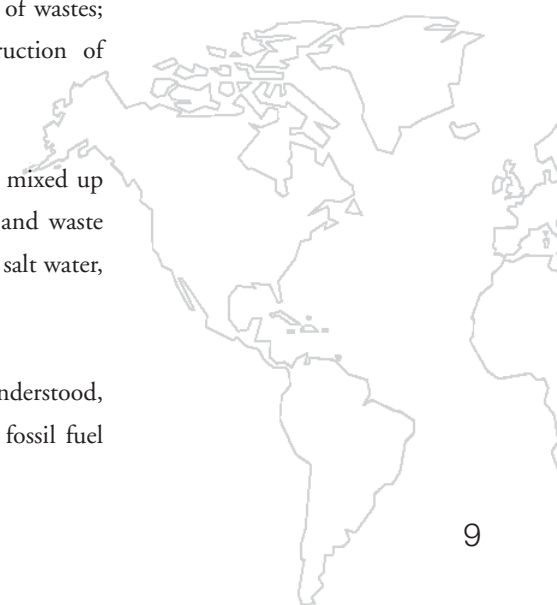 of wastes;
ruction of
mixed up
and waste
salt water,
nderstood,
fossil fuel
9